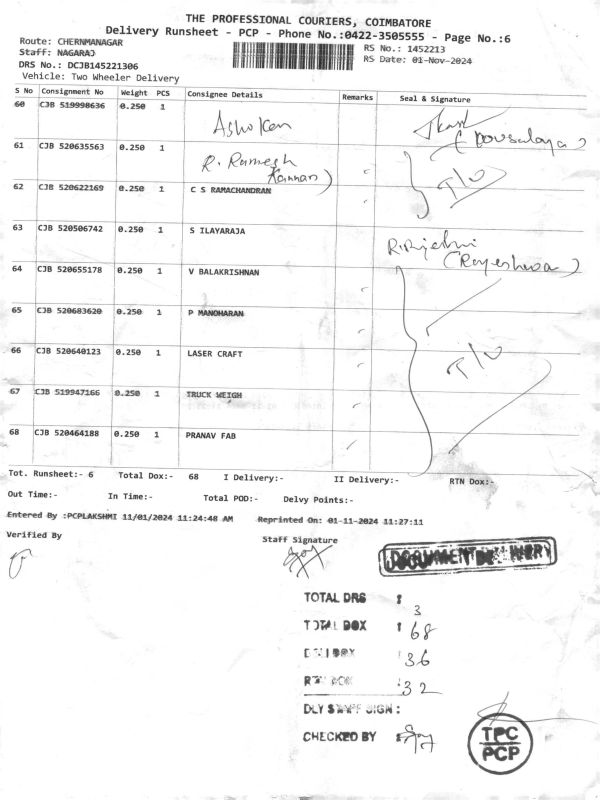 THE PROFESSIONAL COURIERS, COIMBATORE
Delivery Runsheet - PCP - Phone No.:0422-3505555 - Page No.:6
Route: CHERNMANAGAR
Staff: NAGARAJ
DRS No.: DCJB145221306
Vehicle: Two Wheeler Delivery
RS No.: 1452213
RS Date: 01-Nov-2024
S No Consignment No Weight PCS Consignee Details Remarks Seal & Signature
60 CJB 519998636 0.250 1 Ashoken
61 CJB 520635563 0.250 1 R. Ramesh Kannan) T/U
62 CJB 520622169 0.250 1 C S RAMACHANDRAN
63 CJB 520506742 0.250 1 S ILAYARAJA (Rajeshwa)
64 CJB 520655178 0.250 1 V BALAKRISHNAN
65 CJB 520683620 0.250 1 P MANOHARAN
66 CJB 520640123 0.250 1 LASER CRAFT T/U
67 CJB 519947166 0.250 1 TRUCK WEIGH
68 CJB 520464188 0.250 1 PRANAV FAB
Tot. Runsheet:- 6 Total Dox:- 68 I Delivery:- II Delivery:- RTN Dox:-
Out Time:- In Time:- Total POD:- Delvy Points:-
Entered By :PCPLAKSHMI 11/01/2024 11:24:48 AM Reprinted On: 01-11-2024 11:27:11
Verified By Staff Signature
DOCUMENT DELIVERY
TOTAL DRS : 3
TOTAL DOX : 68
: 36
: 32
DLY STAFF SIGN :
CHECKED BY :
TPC
PCP